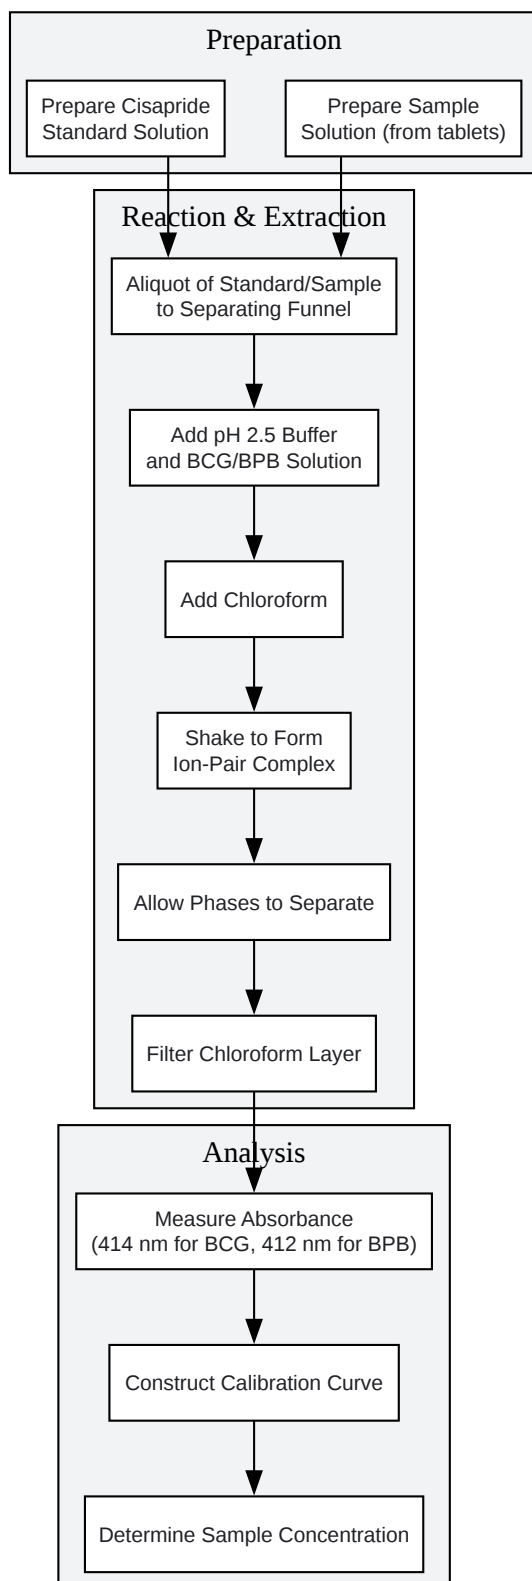 Preparation
Prepare Cisapride
Standard Solution
Prepare Sample
Solution (from tablets)
Reaction & Extraction
Aliquot of Standard/Sample
to Separating Funnel
Add pH 2.5 Buffer
and BCG/BPB Solution
Add Chloroform
Shake to Form
Ion-Pair Complex
Allow Phases to Separate
Filter Chloroform Layer
Analysis
Measure Absorbance
(414 nm for BCG, 412 nm for BPB)
Construct Calibration Curve
Determine Sample Concentration